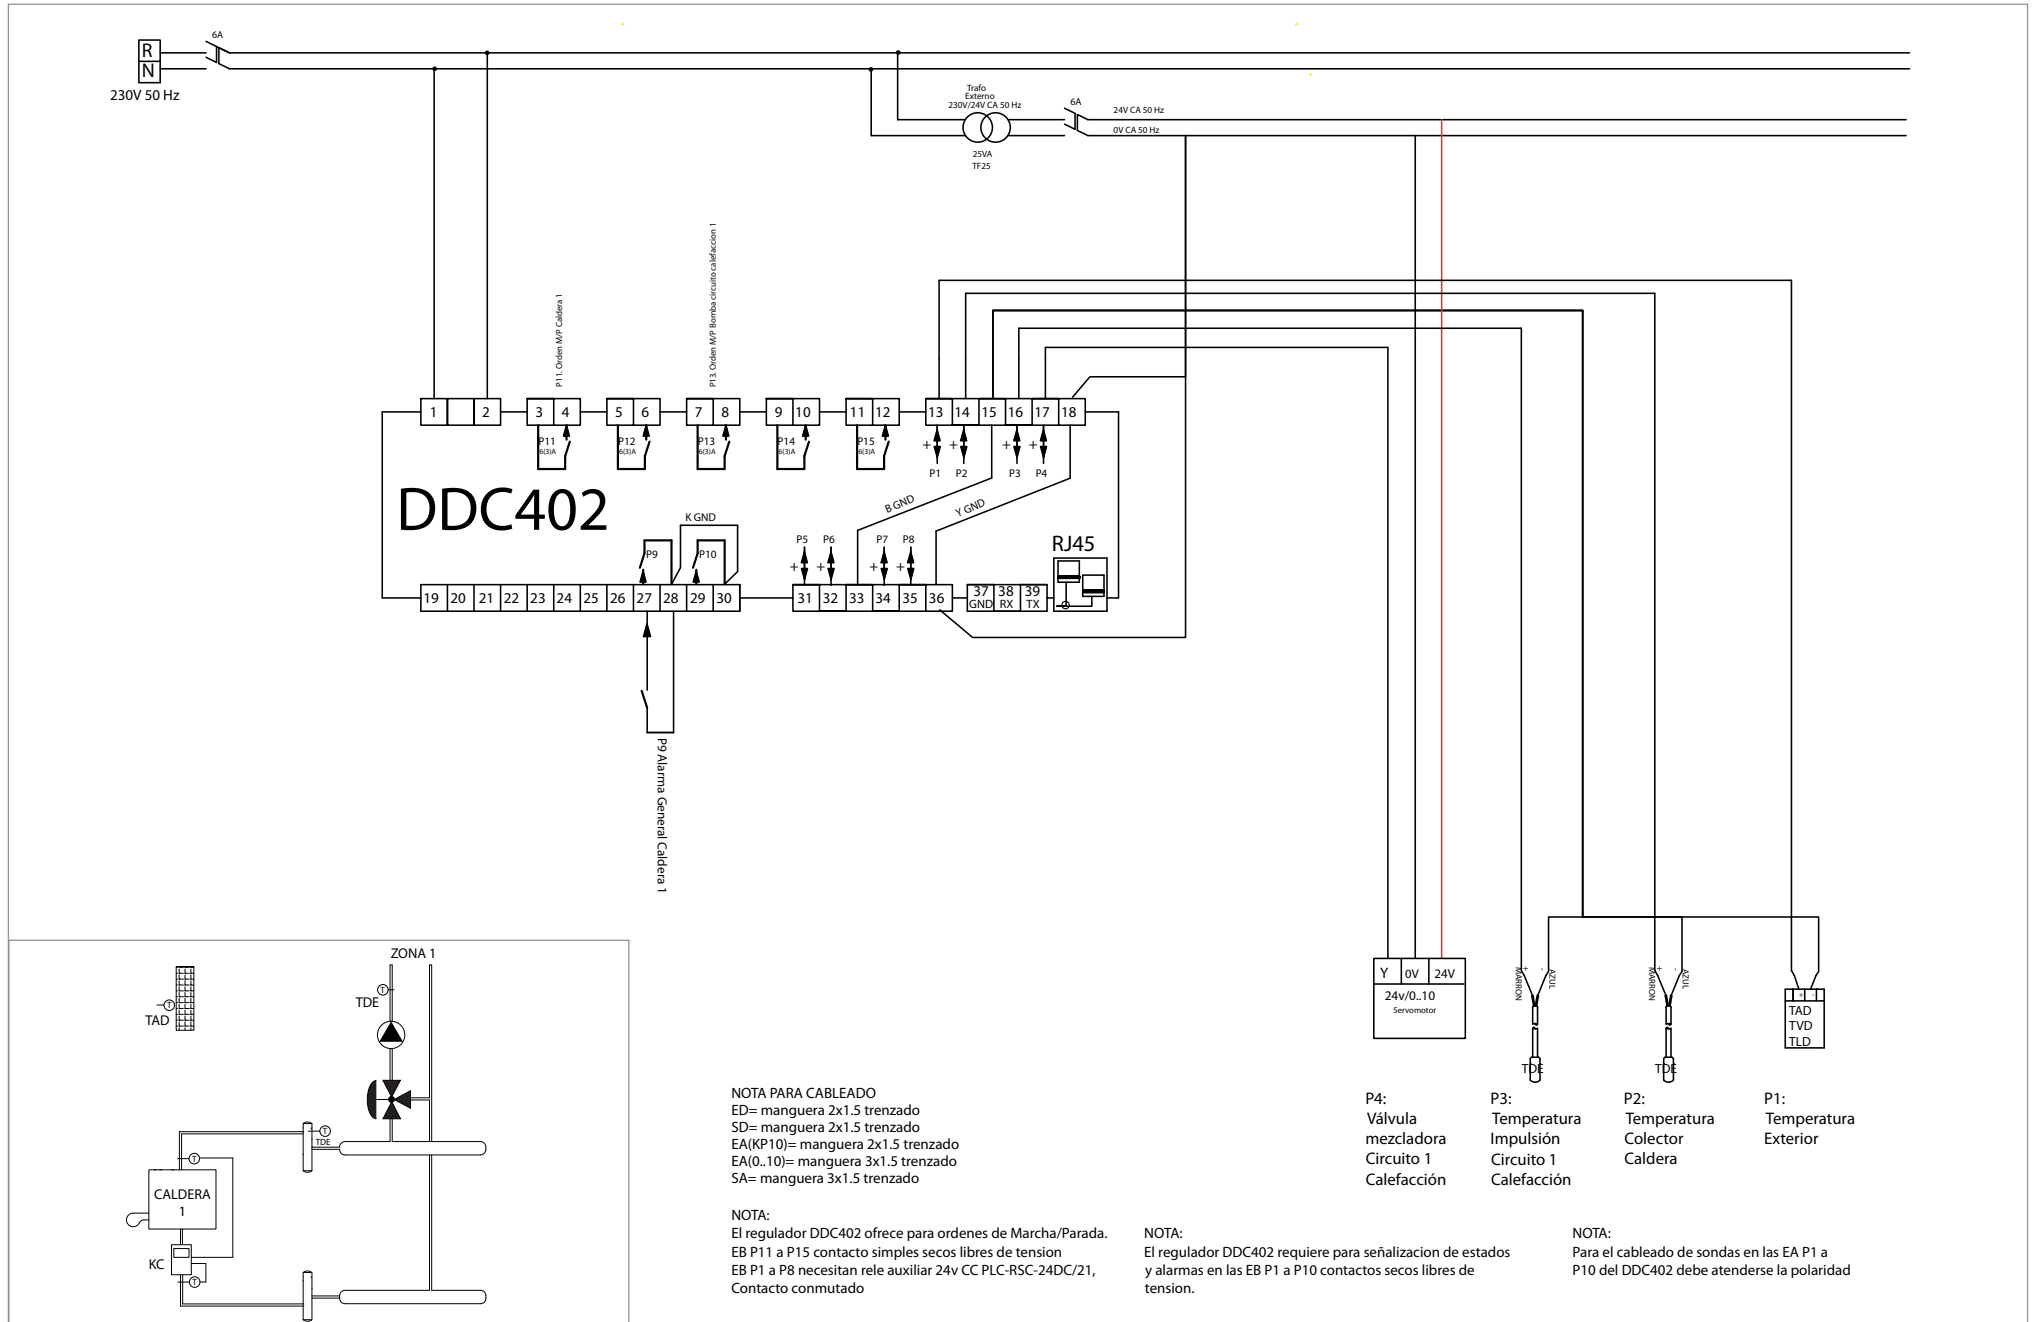 6A
R
N
230V 50 Hz
Trafo
Externo
230V/24V CA 50 Hz
25VA
TF25
6A
24V CA 50 Hz
0V CA 50 Hz
P11. Orden M/P Caldera 1
P13. Orden M/P Bomba circuito calefaccion 1
1 2 3 4 5 6 7 8 9 10 11 12 13 14 15 16 17 18
P11
6(3)A
P12
6(3)A
P13
6(3)A
P14
6(3)A
P15
6(3)A
+ + + +
P1 P2 P3 P4
DDC402
B GND
Y GND
K GND
P9
P10
P5 P6 P7 P8
+ + + +
RJ45
19 20 21 22 23 24 25 26 27 28 29 30 31 32 33 34 35 36
37 38 39
GND RX TX
P9 Alarma General Caldera 1
ZONA 1
TDE
TAD
TDE
CALDERA
1
KC
T
T
T
T
T
Y 0V 24V
24v/0..10
Servomotor
MARRON
+
-
AZUL
TDE
MARRON
+
-
AZUL
TDE
+ -
TAD
TVD
TLD
P4:
Válvula
mezcladora
Circuito 1
Calefacción
P3:
Temperatura
Impulsión
Circuito 1
Calefacción
P2:
Temperatura
Colector
Caldera
P1:
Temperatura
Exterior
NOTA PARA CABLEADO
ED= manguera 2x1.5 trenzado
SD= manguera 2x1.5 trenzado
EA(KP10)= manguera 2x1.5 trenzado
EA(0..10)= manguera 3x1.5 trenzado
SA= manguera 3x1.5 trenzado
NOTA:
El regulador DDC402 ofrece para ordenes de Marcha/Parada.
EB P11 a P15 contacto simples secos libres de tension
EB P1 a P8 necesitan rele auxiliar 24v CC PLC-RSC-24DC/21,
Contacto conmutado
NOTA:
El regulador DDC402 requiere para señalizacion de estados
y alarmas en las EB P1 a P10 contactos secos libres de
tension.
NOTA:
Para el cableado de sondas en las EA P1 a
P10 del DDC402 debe atenderse la polaridad